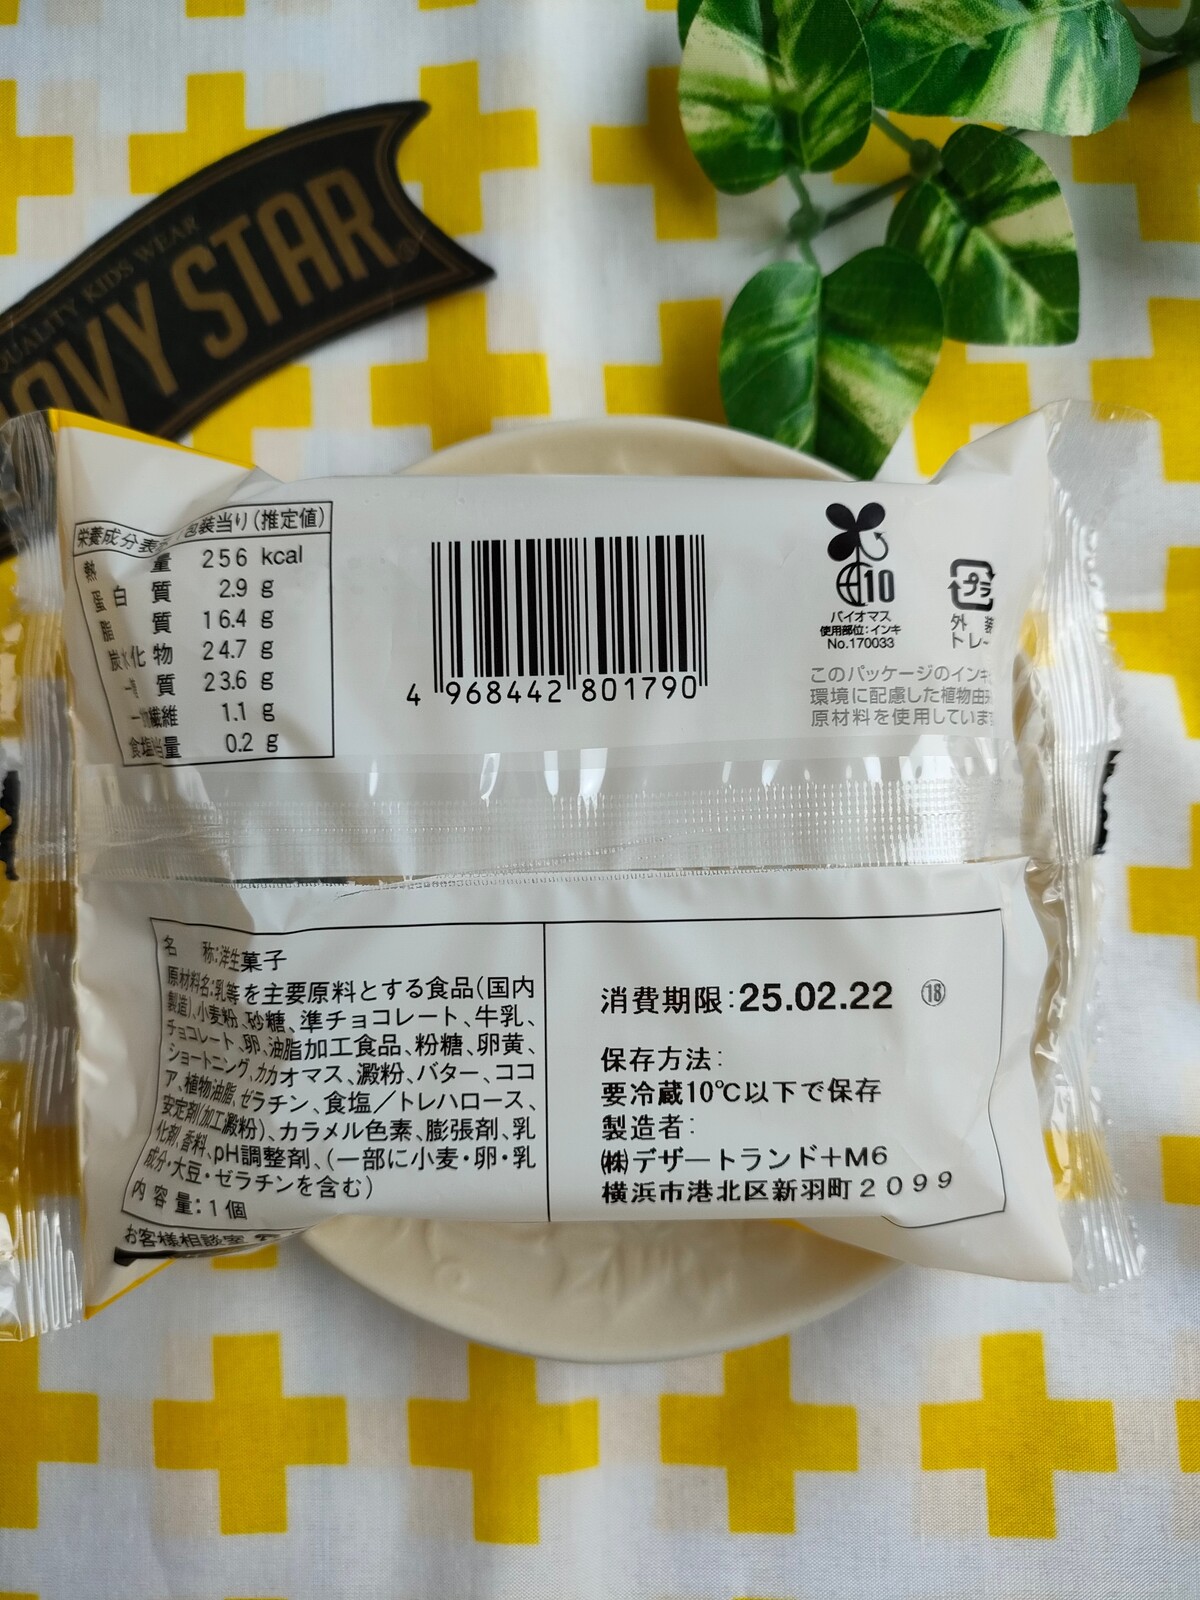 QUALITY KIDS WEAR
OVY STAR
栄養成分表 包装当り(推定値)
熱 量 256 kcal
蛋白質 2.9 g
脂 質 16.4 g
炭水化物 24.7 g
質 23.6 g
繊維 1.1 g
食塩 当量 0.2 g
4 968442 801790
10
バイオマス
使用部位:インキ
No.170033
プラ
外 装
トレー
このパッケージのインキ
環境に配慮した植物由来
原材料を使用していま
名 称:洋生菓子
原材料名:乳等を主要原料とする食品(国内
製造)、小麦粉、砂糖、準チョコレート、牛乳、
チョコレート、卵、油脂加工食品、粉糖、卵黄、
ショートニング、カカオマス、澱粉、バター、ココ
ア、植物油脂、ゼラチン、食塩/トレハロース、
安定剤(加工澱粉)、カラメル色素、膨張剤、乳
化剤、香料、pH調整剤、(一部に小麦・卵・乳
成分・大豆・ゼラチンを含む)
内容量:1個
お客様相談室
消費期限:25.02.22 ⑱
保存方法:
要冷蔵10℃以下で保存
製造者:
㈱デザートランド+M6
横浜市港北区新羽町2099